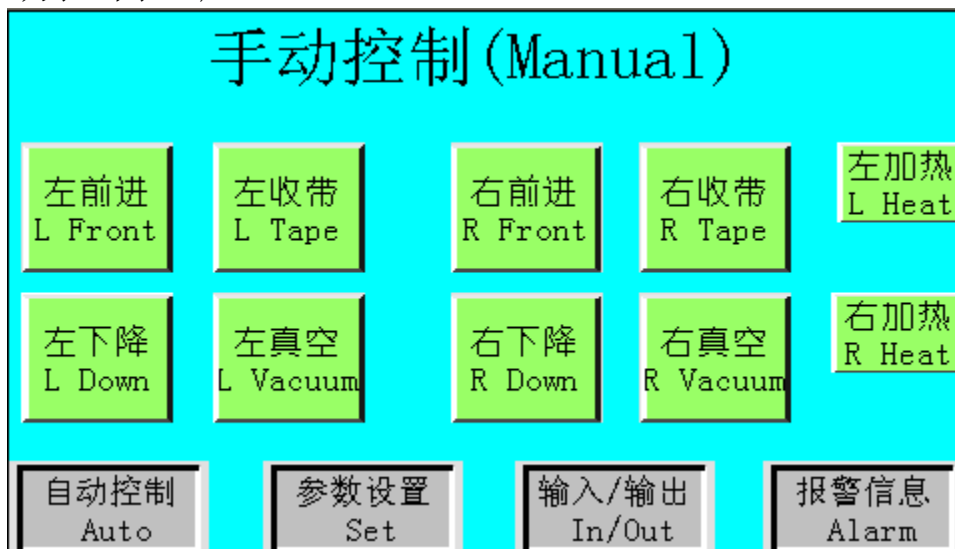 手动控制(Manual)
左前进
L Front
左收带
L Tape
右前进
R Front
右收带
R Tape
左加热
L Heat
左下降
L Down
左真空
L Vacuum
右下降
R Down
右真空
R Vacuum
右加热
R Heat
自动控制
Auto
参数设置
Set
输入/输出
In/Out
报警信息
Alarm